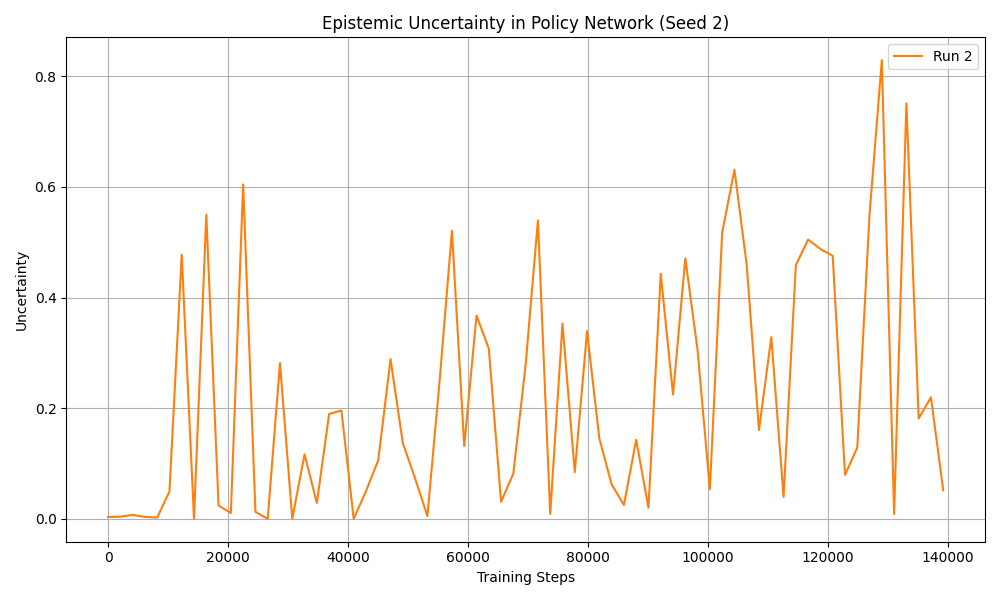 Epistemic Uncertainty in Policy Network (Seed 2)
Run 2
0.8
0.6
0.4
0.2
0.0
Uncertainty
0 20000 40000 60000 80000 100000 120000 140000
Training Steps